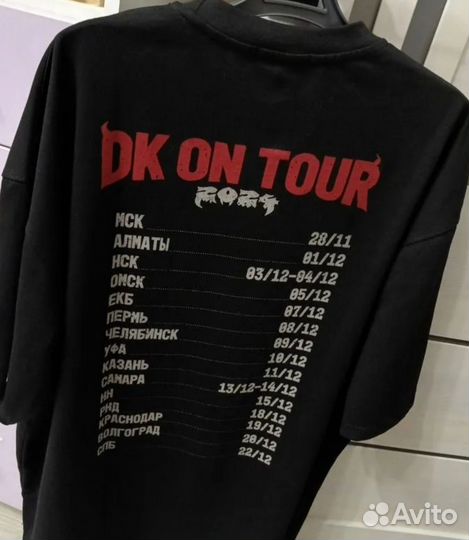 DK ON TOUR
2024
МСК 28/11
АЛМАТЫ 01/12
НСК 03/12-04/12
ОМСК 05/12
ЕКБ 07/12
ПЕРМЬ 08/12
ЧЕЛЯБИНСК 09/12
УФА 10/12
КАЗАНЬ 11/12
САМАРА 13/12-14/12
НН 15/12
РНД 18/12
КРАСНОДАР 19/12
ВОЛГОГРАД 20/12
СПБ 22/12
Avito